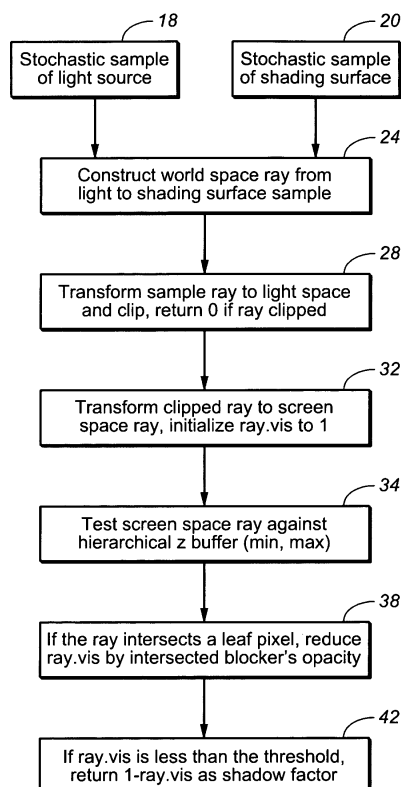 18
Stochastic sample
of light source
20
Stochastic sample
of shading surface
24
Construct world space ray from
light to shading surface sample
28
Transform sample ray to light space
and clip, return 0 if ray clipped
32
Transform clipped ray to screen
space ray, initialize ray.vis to 1
34
Test screen space ray against
hierarchical z buffer (min, max)
38
If the ray intersects a leaf pixel, reduce
ray.vis by intersected blocker's opacity
42
If ray.vis is less than the threshold,
return 1-ray.vis as shadow factor